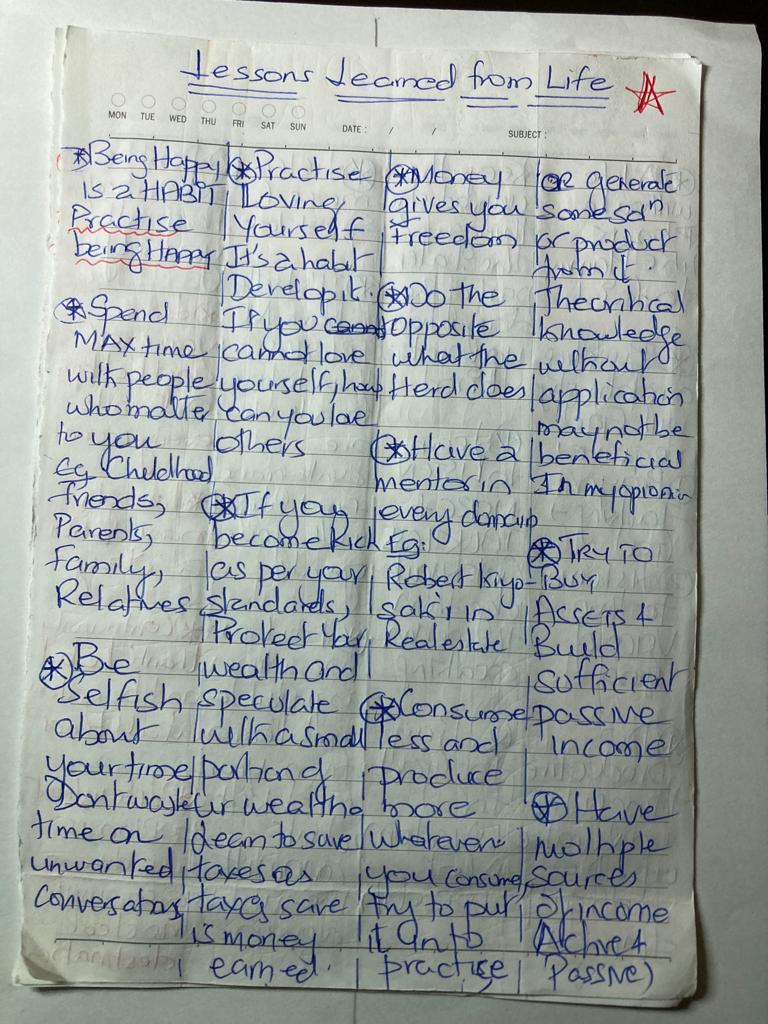 Lessons Learned from Life
MON TUE WED THU FRI SAT SUN
DATE : / / SUBJECT :
⊛Being Happy
is a HABIT
Practise
being HAPPY
⊛Spend
MAX time
with people
who matter
to you
Eg Childhood
friends,
Parents,
family,
Relatives
⊛Be
Selfish
about
your time
Dont waste
time on
unwanted
Conversations
⊛Practise
Loving
Yourself
It's a habit
Develop it.
If you
cannot love
yourself, how
can you love
others
⊛If you
become Rich
as per your
standards,
Protect Your
wealth and
speculate
with a small
portion of
ur wealth
Learn to save
taxes as
taxes save
is money
earned.
⊛Money
gives you
freedom
⊛Do the
opposite
what the
Herd does
⊛Have a
mentor in
every domain
Eg:
Robert Kiyo-
saki in
Real estate
⊛Consume
less and
produce
more
Whatever
you consume,
try to put
it into
practise
or generate
some soln
or product
from it.
Theoritical
knowledge
without
application
may not be
beneficial
In my opionin
⊛TRY TO
BUY
ASSETS &
Build
sufficient
passive
income
⊛Have
multiple
sources
of income
Active &
Passive)